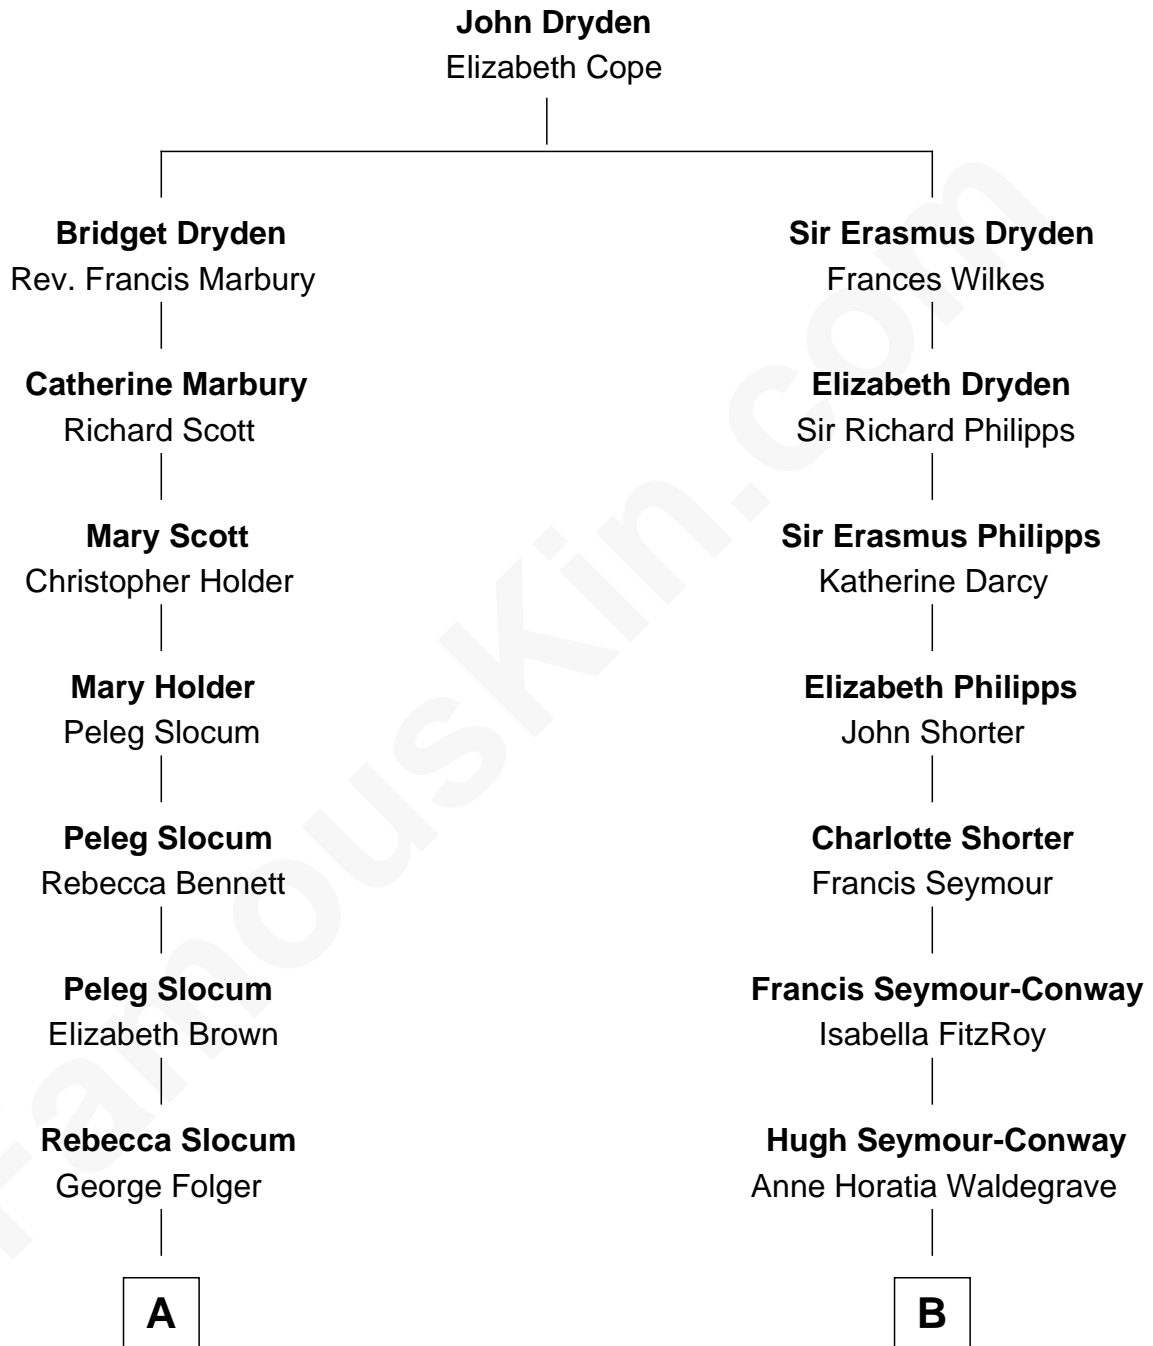 John Dryden
Elizabeth Cope
Bridget Dryden
Rev. Francis Marbury
Sir Erasmus Dryden
Frances Wilkes
Catherine Marbury
Richard Scott
Elizabeth Dryden
Sir Richard Philipps
Mary Scott
Christopher Holder
Sir Erasmus Philipps
Katherine Darcy
Mary Holder
Peleg Slocum
Elizabeth Philipps
John Shorter
Peleg Slocum
Rebecca Bennett
Charlotte Shorter
Francis Seymour
Peleg Slocum
Elizabeth Brown
Francis Seymour-Conway
Isabella FitzRoy
Rebecca Slocum
George Folger
Hugh Seymour-Conway
Anne Horatia Waldegrave
A
B
FamousKin.com